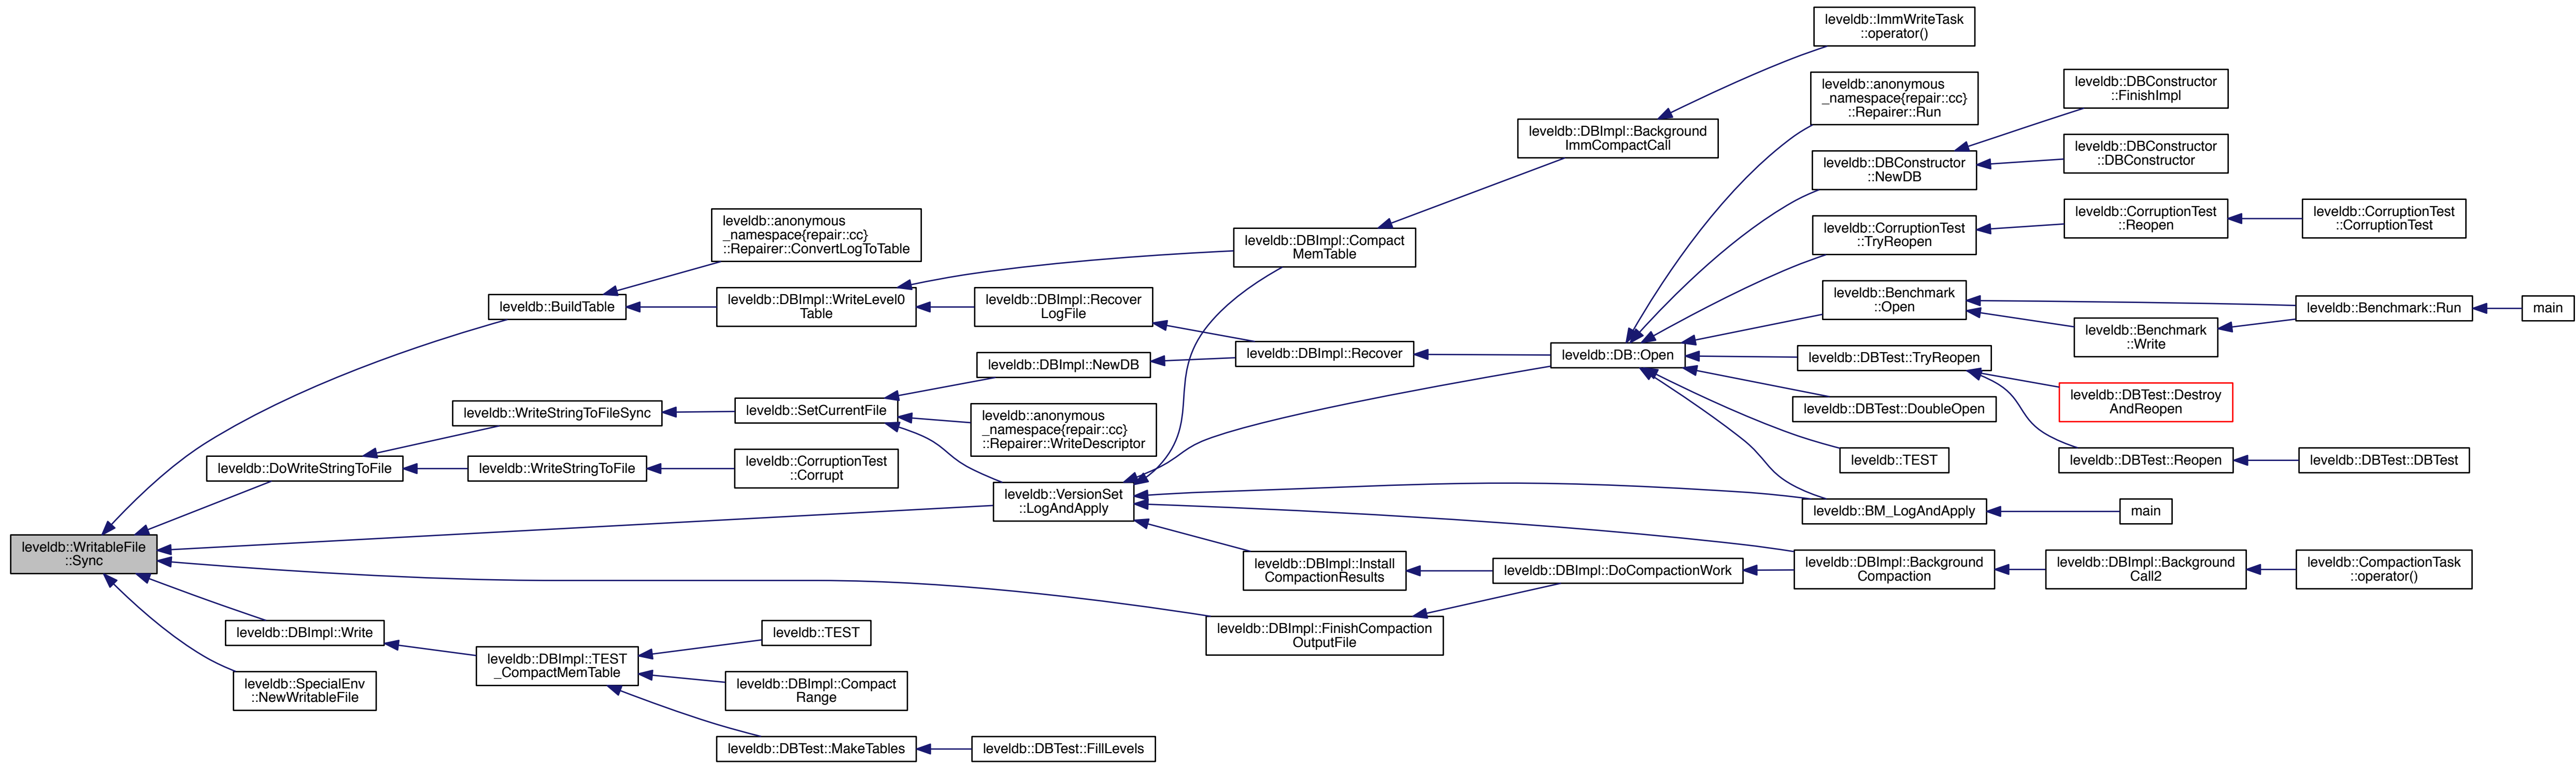 leveldb::WritableFile
::Sync
leveldb::BuildTable
leveldb::anonymous
_namespace{repair::cc}
::Repairer::ConvertLogToTable
leveldb::DBImpl::WriteLevel0
Table
leveldb::DBImpl::Compact
MemTable
leveldb::DBImpl::Background
ImmCompactCall
leveldb::ImmWriteTask
::operator()
leveldb::DBImpl::Recover
LogFile
leveldb::DBImpl::Recover
leveldb::DB::Open
leveldb::anonymous
_namespace{repair::cc}
::Repairer::Run
leveldb::DBConstructor
::NewDB
leveldb::DBConstructor
::FinishImpl
leveldb::DBConstructor
::DBConstructor
leveldb::CorruptionTest
::TryReopen
leveldb::CorruptionTest
::Reopen
leveldb::CorruptionTest
::CorruptionTest
leveldb::Benchmark
::Open
leveldb::Benchmark::Run
main
leveldb::Benchmark
::Write
leveldb::DBTest::TryReopen
leveldb::DBTest::Destroy
AndReopen
leveldb::DBTest::Reopen
leveldb::DBTest::DBTest
leveldb::DBTest::DoubleOpen
leveldb::TEST
leveldb::BM_LogAndApply
main
leveldb::DoWriteStringToFile
leveldb::WriteStringToFileSync
leveldb::SetCurrentFile
leveldb::DBImpl::NewDB
leveldb::anonymous
_namespace{repair::cc}
::Repairer::WriteDescriptor
leveldb::VersionSet
::LogAndApply
leveldb::WriteStringToFile
leveldb::CorruptionTest
::Corrupt
leveldb::DBImpl::Install
CompactionResults
leveldb::DBImpl::DoCompactionWork
leveldb::DBImpl::Background
Compaction
leveldb::DBImpl::Background
Call2
leveldb::CompactionTask
::operator()
leveldb::DBImpl::FinishCompaction
OutputFile
leveldb::DBImpl::Write
leveldb::DBImpl::TEST
_CompactMemTable
leveldb::TEST
leveldb::DBImpl::Compact
Range
leveldb::DBTest::MakeTables
leveldb::DBTest::FillLevels
leveldb::SpecialEnv
::NewWritableFile